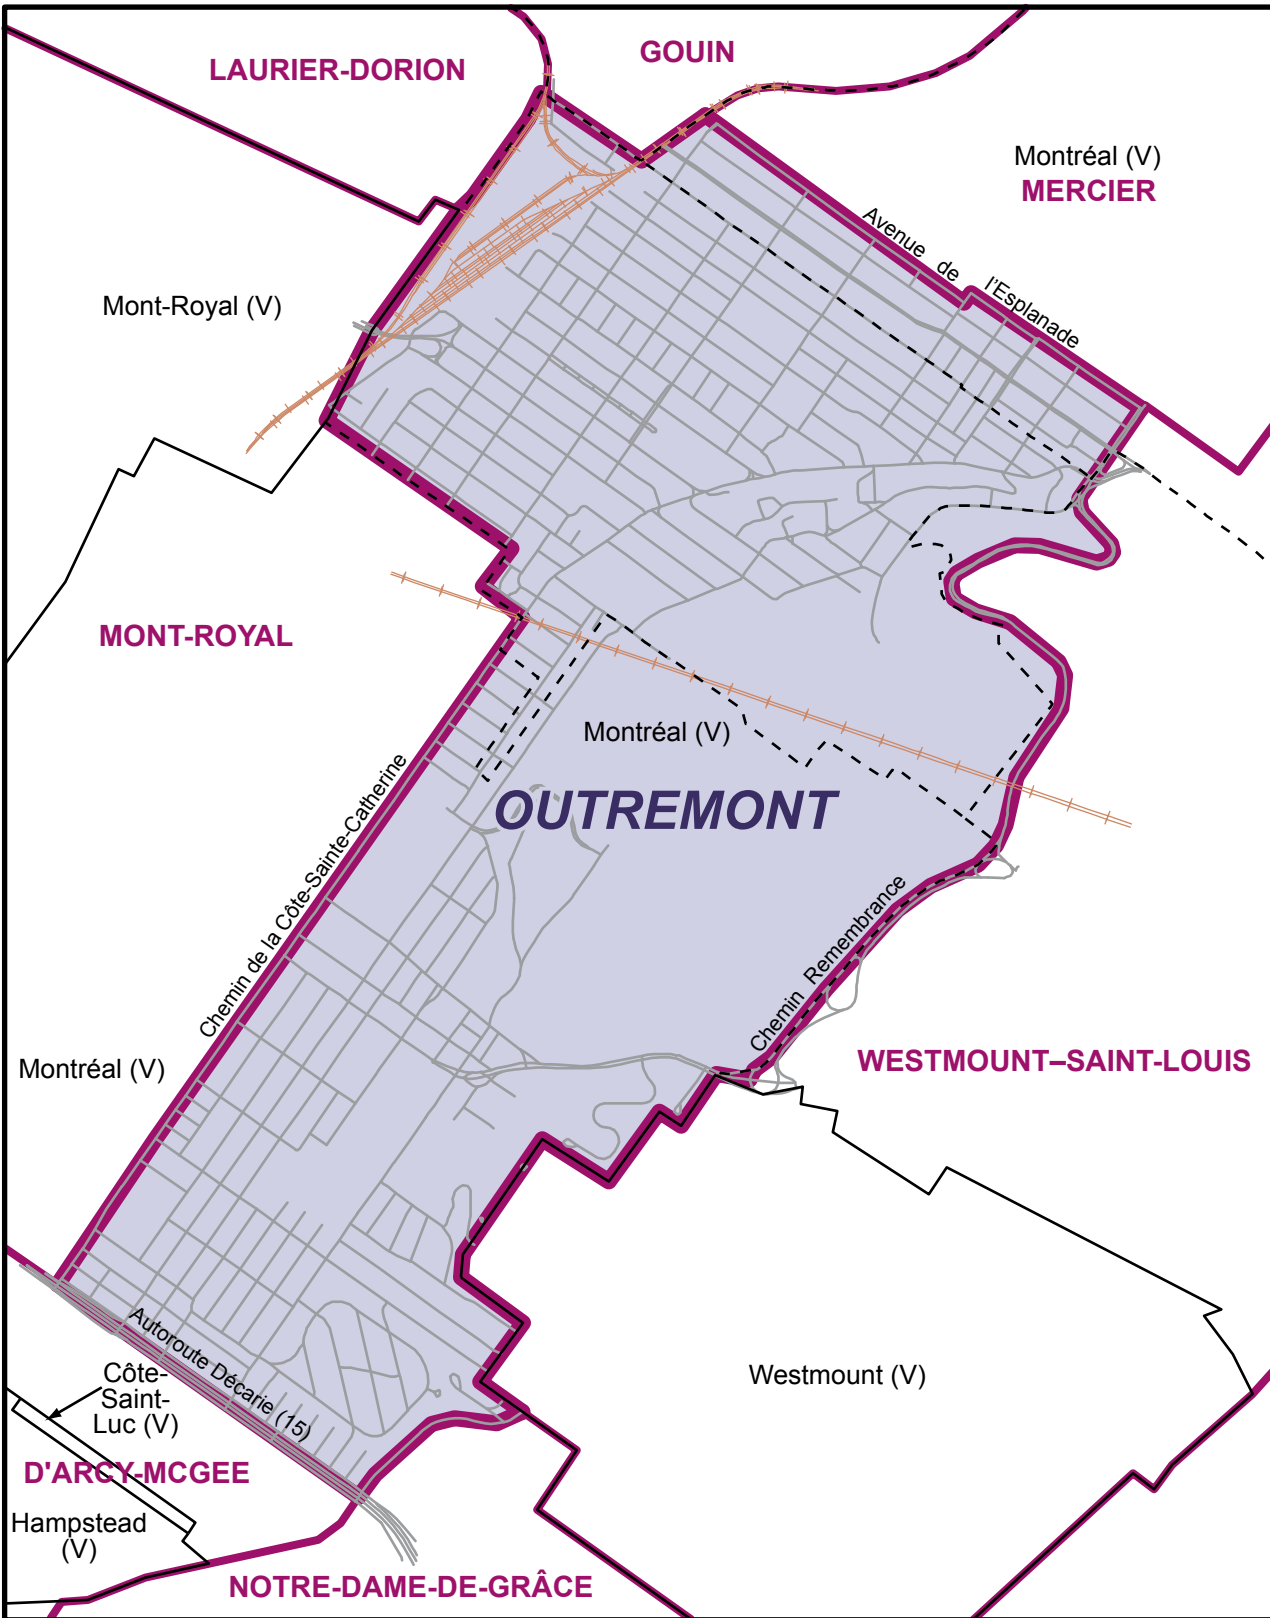 LAURIER-DORION
GOUIN
Montréal (V)
MERCIER
Avenue de l'Esplanade
Mont-Royal (V)
MONT-ROYAL
Montréal (V)
OUTREMONT
Chemin de la Côte-Sainte-Catherine
Chemin Remembrance
Montréal (V)
WESTMOUNT–SAINT-LOUIS
Autoroute Décarie (15)
Côte-
Saint-
Luc (V)
Westmount (V)
D'ARCY-MCGEE
Hampstead
(V)
NOTRE-DAME-DE-GRÂCE